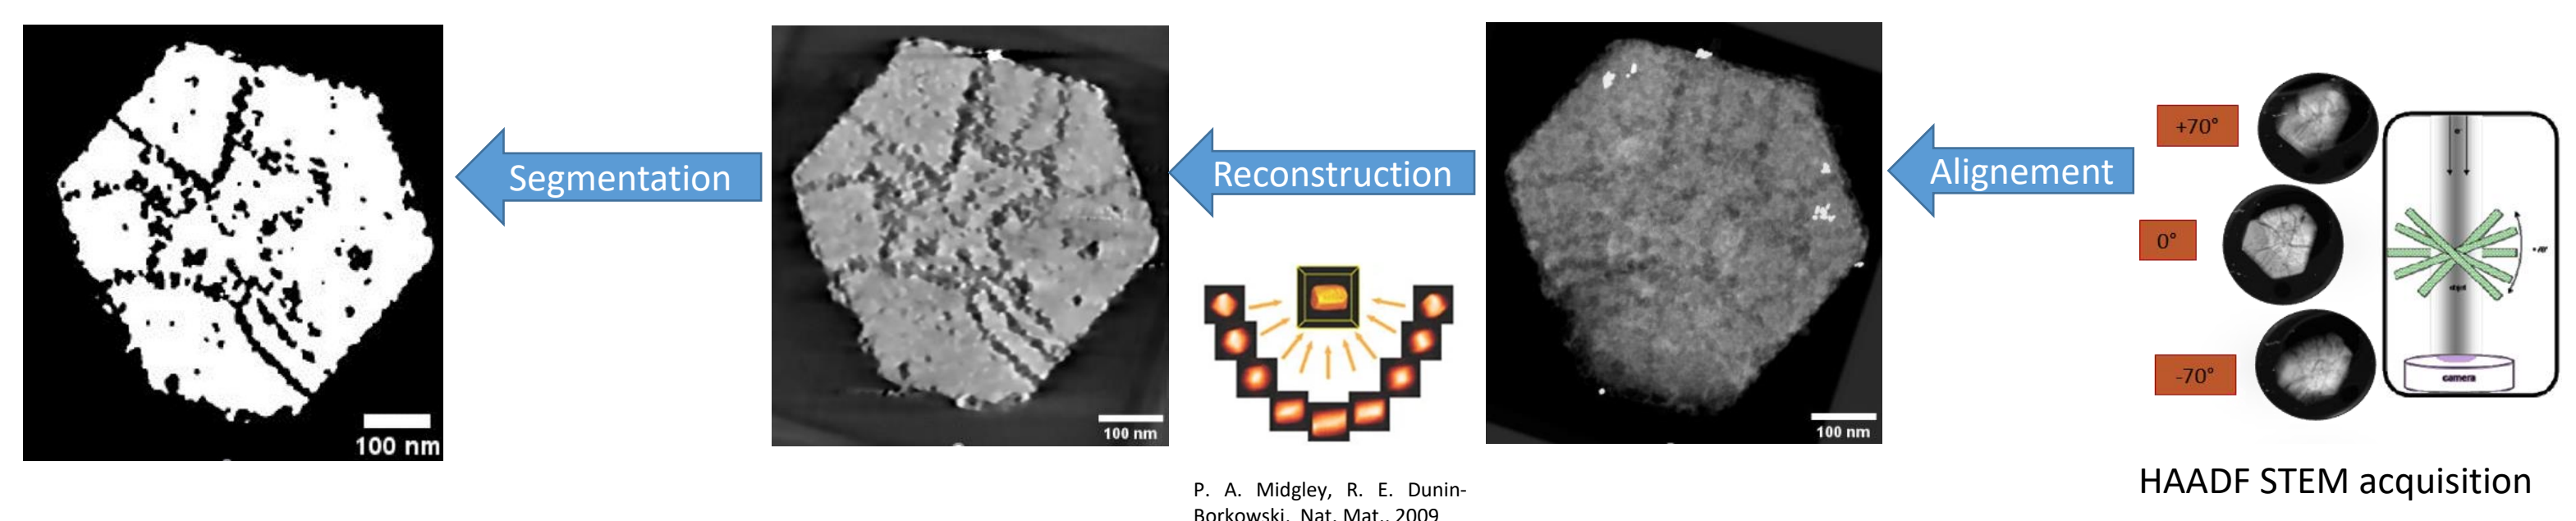 100 nm
Segmentation
100 nm
Reconstruction
P. A. Midgley, R. E. Dunin-
Borkowski, Nat. Mat., 2009
100 nm
Alignement
+70°
0°
-70°
e-
objet
camera
HAADF STEM acquisition